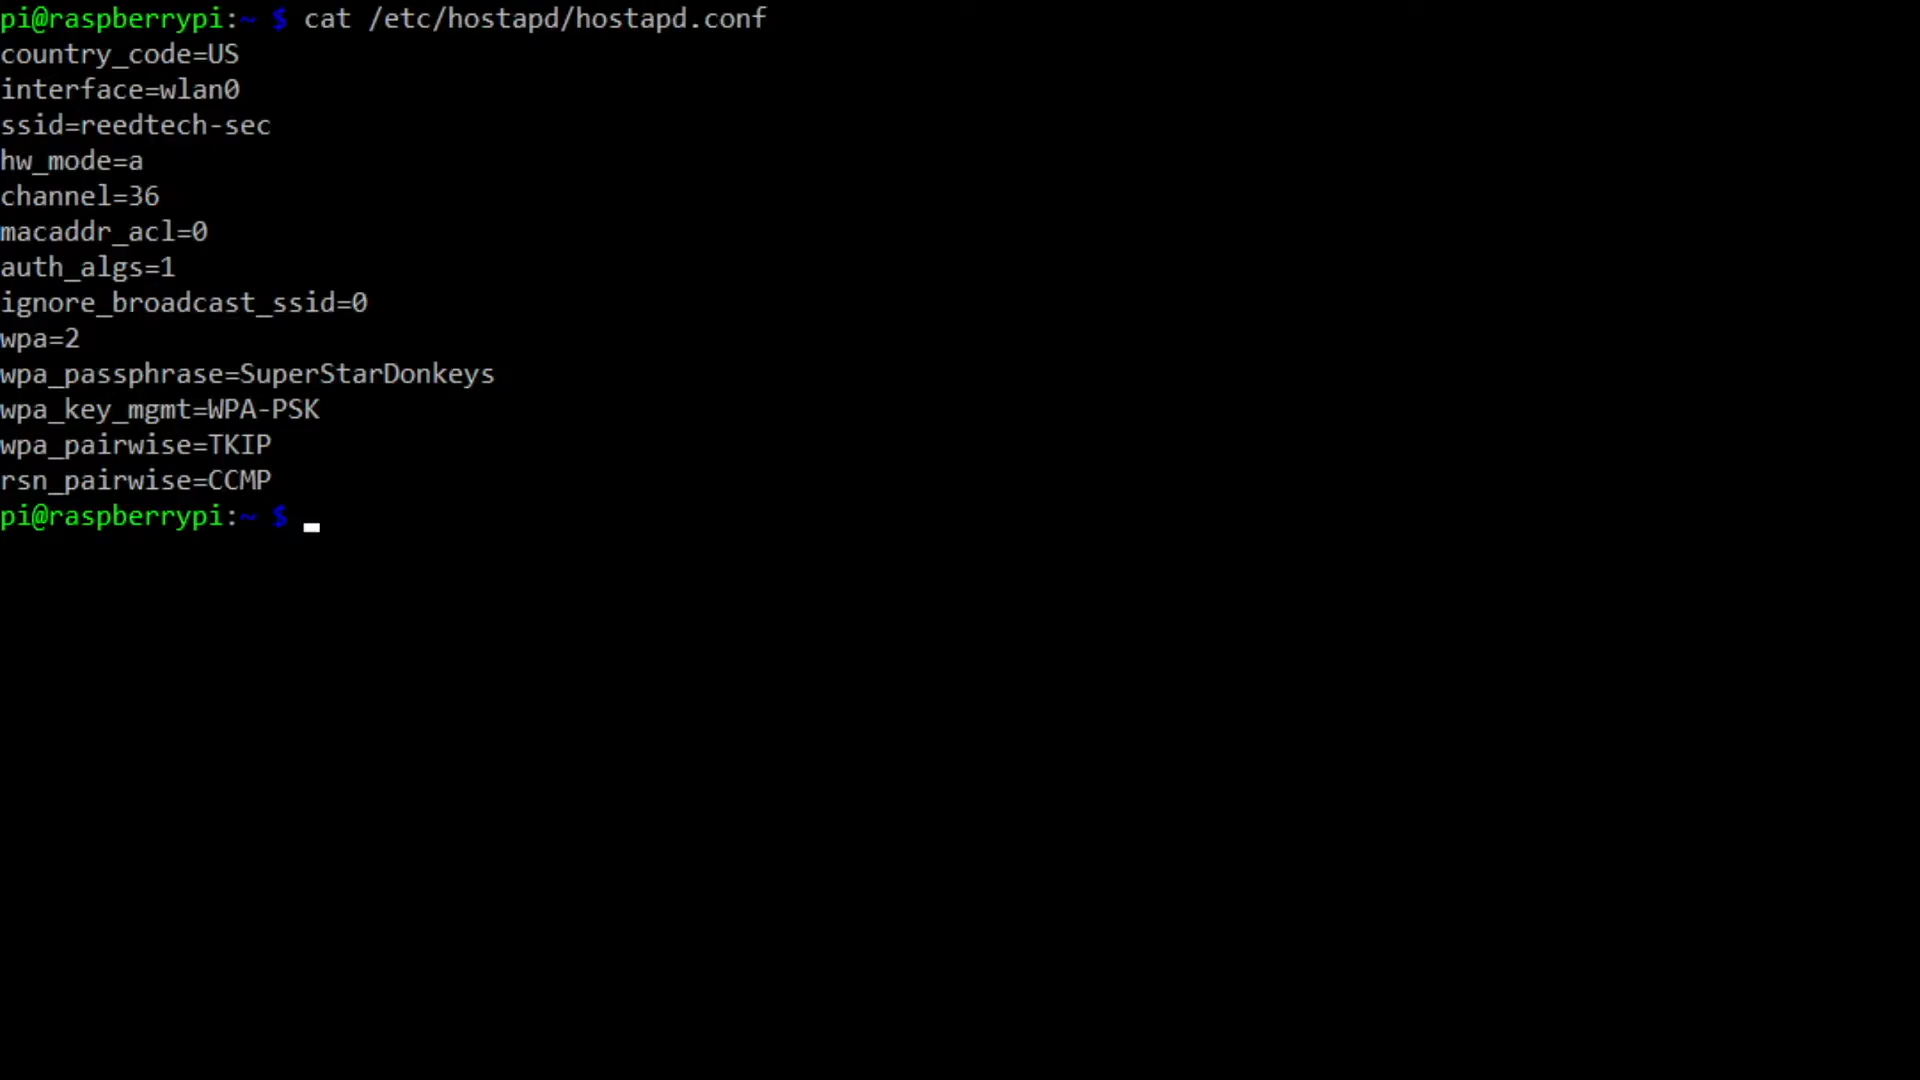 pi@raspberrypi:~ $ cat /etc/hostapd/hostapd.conf
country_code=US
interface=wlan0
ssid=reedtech-sec
hw_mode=a
channel=36
macaddr_acl=0
auth_algs=1
ignore_broadcast_ssid=0
wpa=2
wpa_passphrase=SuperStarDonkeys
wpa_key_mgmt=WPA-PSK
wpa_pairwise=TKIP
rsn_pairwise=CCMP
pi@raspberrypi:~ $